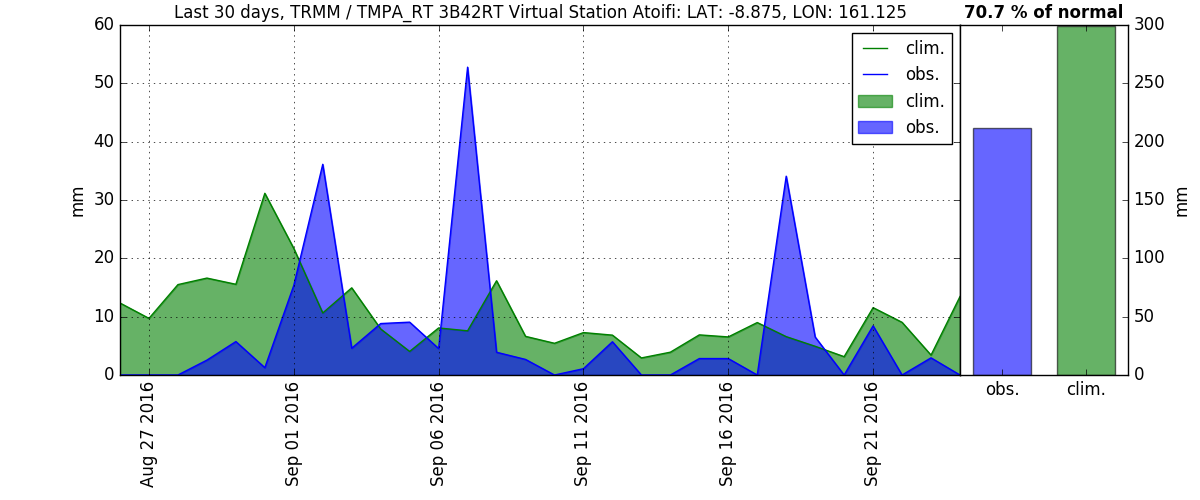 Last 30 days, TRMM / TMPA_RT 3B42RT Virtual Station Atoifi: LAT: -8.875, LON: 161.125
70.7 % of normal
60
50
40
30
20
10
0
mm
clim.
obs.
clim.
obs.
300
250
200
150
100
50
0
mm
Aug 27 2016
Sep 01 2016
Sep 06 2016
Sep 11 2016
Sep 16 2016
Sep 21 2016
obs.
clim.